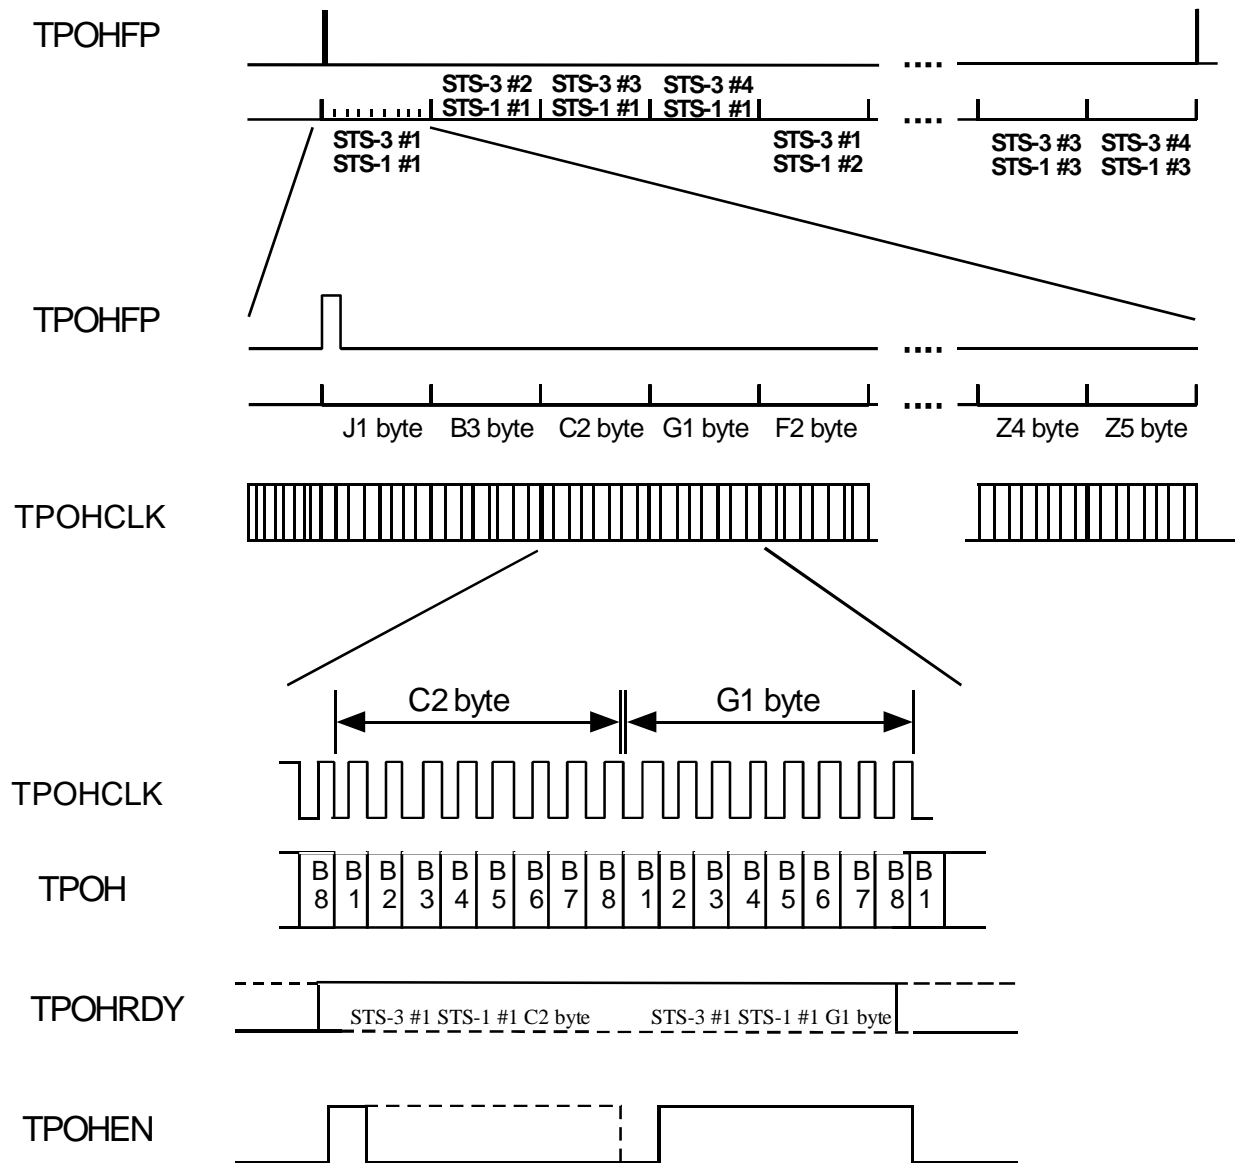 TPOHFP
....
STS-3 #2 STS-3 #3 STS-3 #4
STS-1 #1 STS-1 #1 STS-1 #1
....
STS-3 #1 STS-3 #1 STS-3 #3 STS-3 #4
STS-1 #1 STS-1 #2 STS-1 #3 STS-1 #3
TPOHFP
....
....
J1 byte B3 byte C2 byte G1 byte F2 byte Z4 byte Z5 byte
TPOHCLK
C2 byte G1 byte
TPOHCLK
TPOH
B B B B B B B B B B B B B B B B B B
8 1 2 3 4 5 6 7 8 1 2 3 4 5 6 7 8 1
TPOHRDY
STS-3 #1 STS-1 #1 C2 byte STS-3 #1 STS-1 #1 G1 byte
TPOHEN